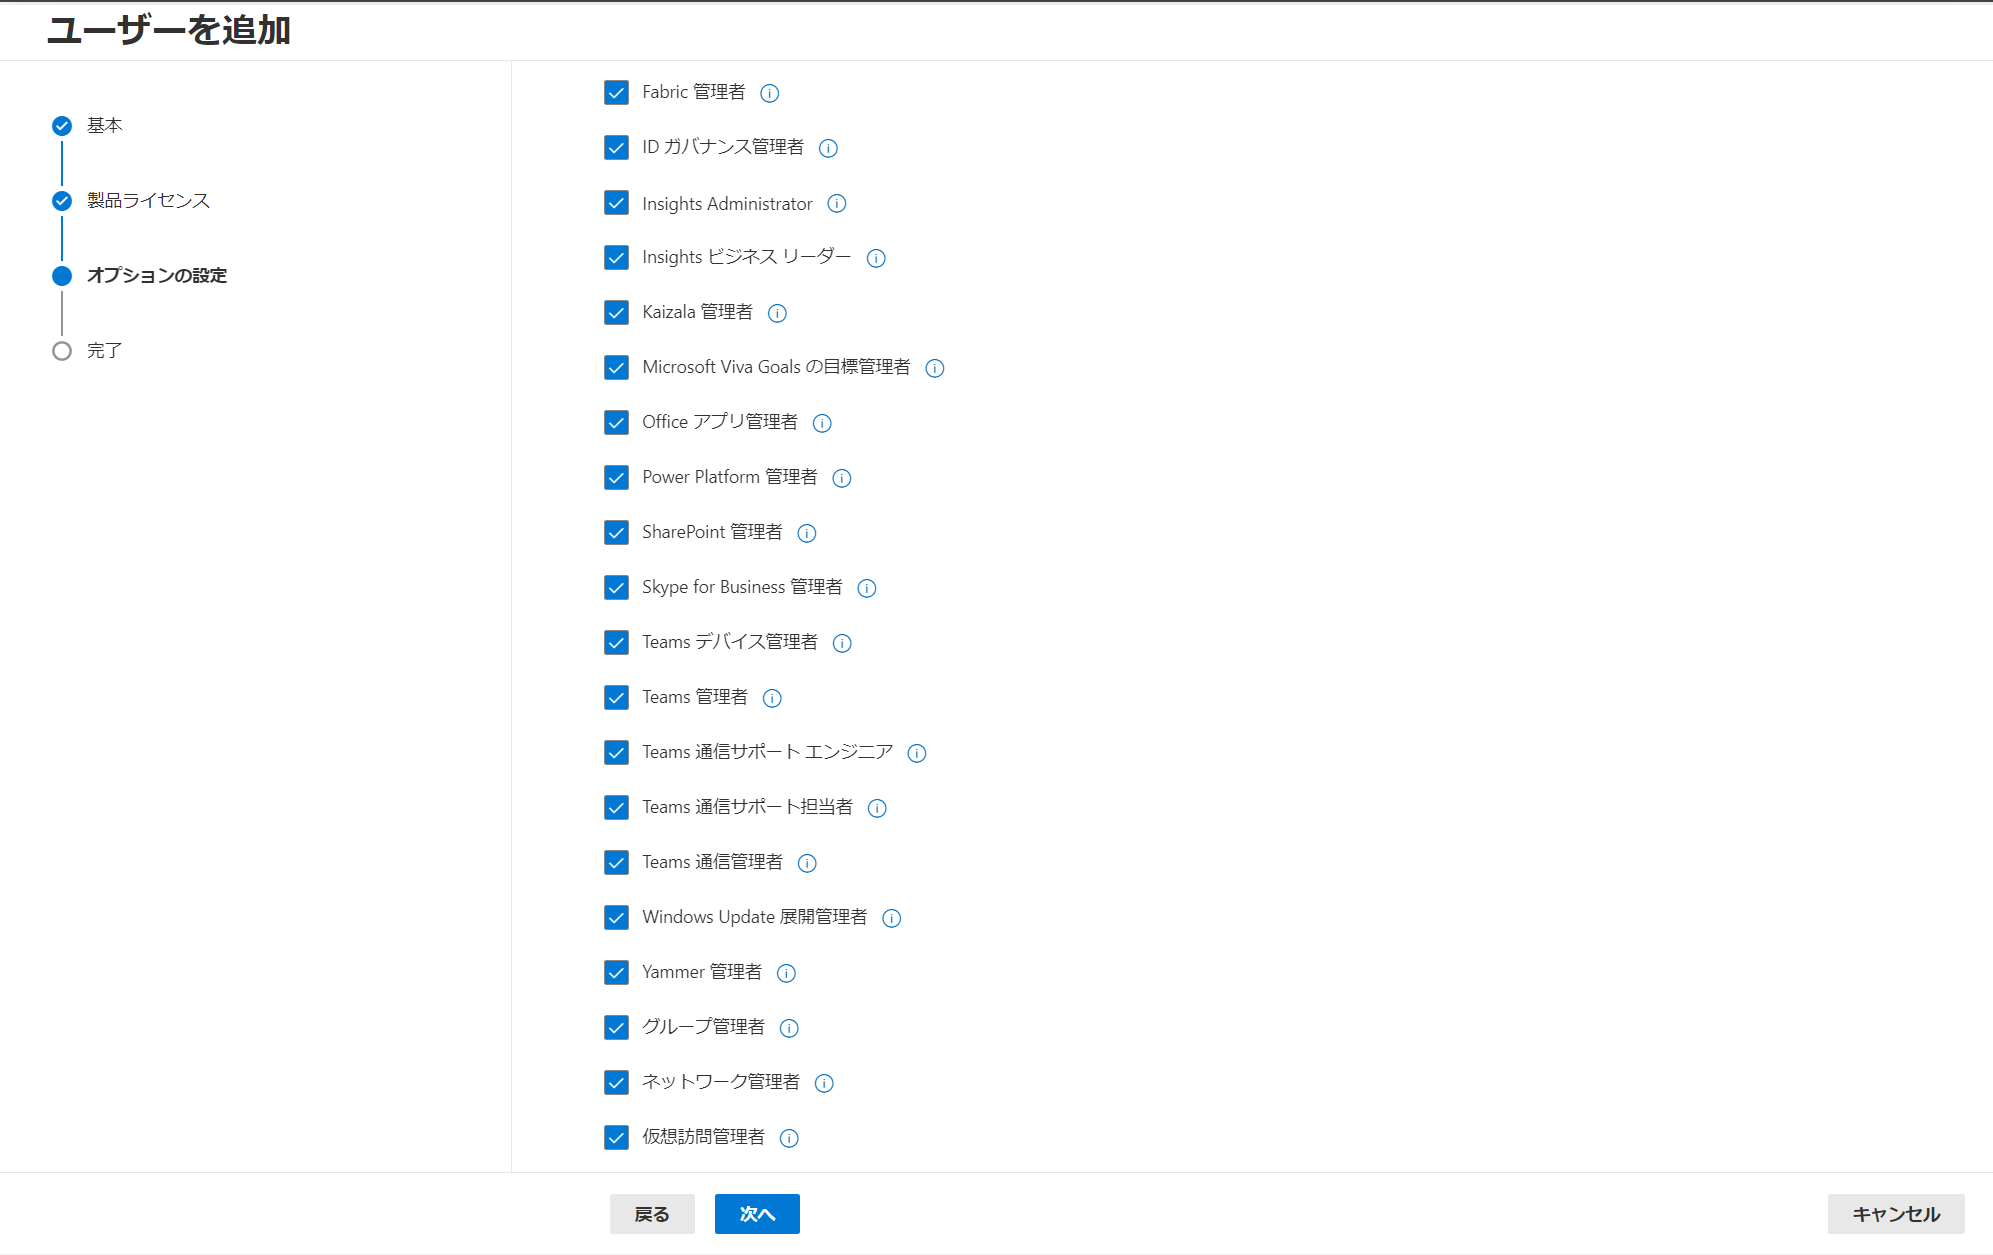 ユーザーを追加
基本
製品ライセンス
オプションの設定
完了
Fabric 管理者
ID ガバナンス管理者
Insights Administrator
Insights ビジネス リーダー
Kaizala 管理者
Microsoft Viva Goals の目標管理者
Office アプリ管理者
Power Platform 管理者
SharePoint 管理者
Skype for Business 管理者
Teams デバイス管理者
Teams 管理者
Teams 通信サポート エンジニア
Teams 通信サポート担当者
Teams 通信管理者
Windows Update 展開管理者
Yammer 管理者
グループ管理者
ネットワーク管理者
仮想訪問管理者
戻る
次へ
キャンセル